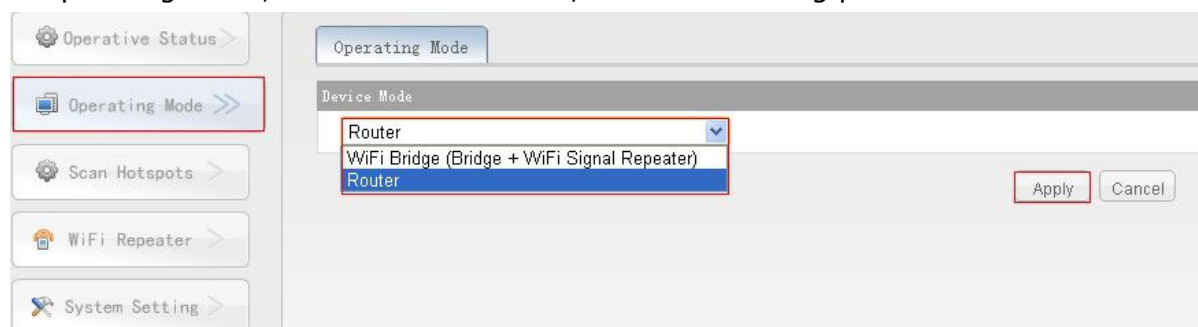 Operative Status
Operating Mode
Scan Hotspots
WiFi Repeater
System Setting
Operating Mode
Device Mode
Router
WiFi Bridge (Bridge + WiFi Signal Repeater)
Router
Apply Cancel